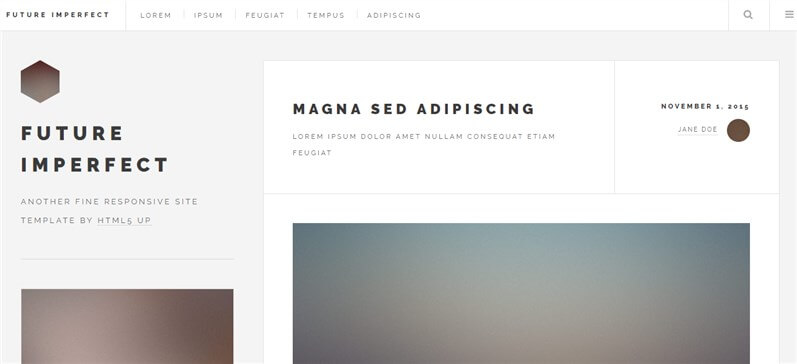 FUTURE IMPERFECT
LOREM IPSUM FEUGIAT TEMPUS ADIPISCING
FUTURE
IMPERFECT
ANOTHER FINE RESPONSIVE SITE
TEMPLATE BY HTML5 UP
MAGNA SED ADIPISCING
LOREM IPSUM DOLOR AMET NULLAM CONSEQUAT ETIAM
FEUGIAT
NOVEMBER 1, 2015
JANE DOE